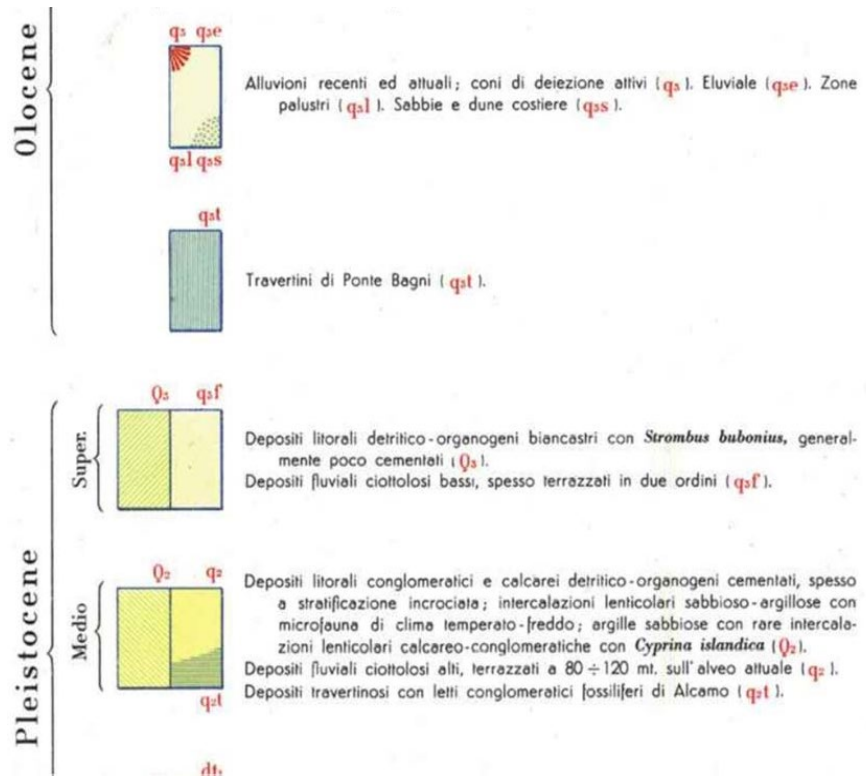 Olocene
q3 q3e
Alluvioni recenti ed attuali; coni di deiezione attivi (q3). Eluviale (q3e). Zone
palustri (q3l). Sabbie e dune costiere (q3s).
q3l q3s
q3t
Travertini di Ponte Bagni (q3t).
Pleistocene
Super.
Q3 q3f
Depositi litorali detritico-organogeni biancastri con Strombus bubonius, general-
mente poco cementati (Q3).
Depositi fluviali ciottolosi bassi, spesso terrazzati in due ordini (q3f).
Medio
Q2 q2
Depositi litorali conglomeratici e calcarei detritico-organogeni cementati, spesso
a stratificazione incrociata; intercalazioni lenticolari sabbioso-argillose con
microfauna di clima temperato-freddo; argille sabbiose con rare intercala-
zioni lenticolari calcareo-conglomeratiche con Cyprina islandica (Q2).
Depositi fluviali ciottolosi alti, terrazzati a 80÷120 mt. sull'alveo attuale (q2).
Depositi travertinosi con letti conglomeratici fossiliferi di Alcamo (q2t).
q2t